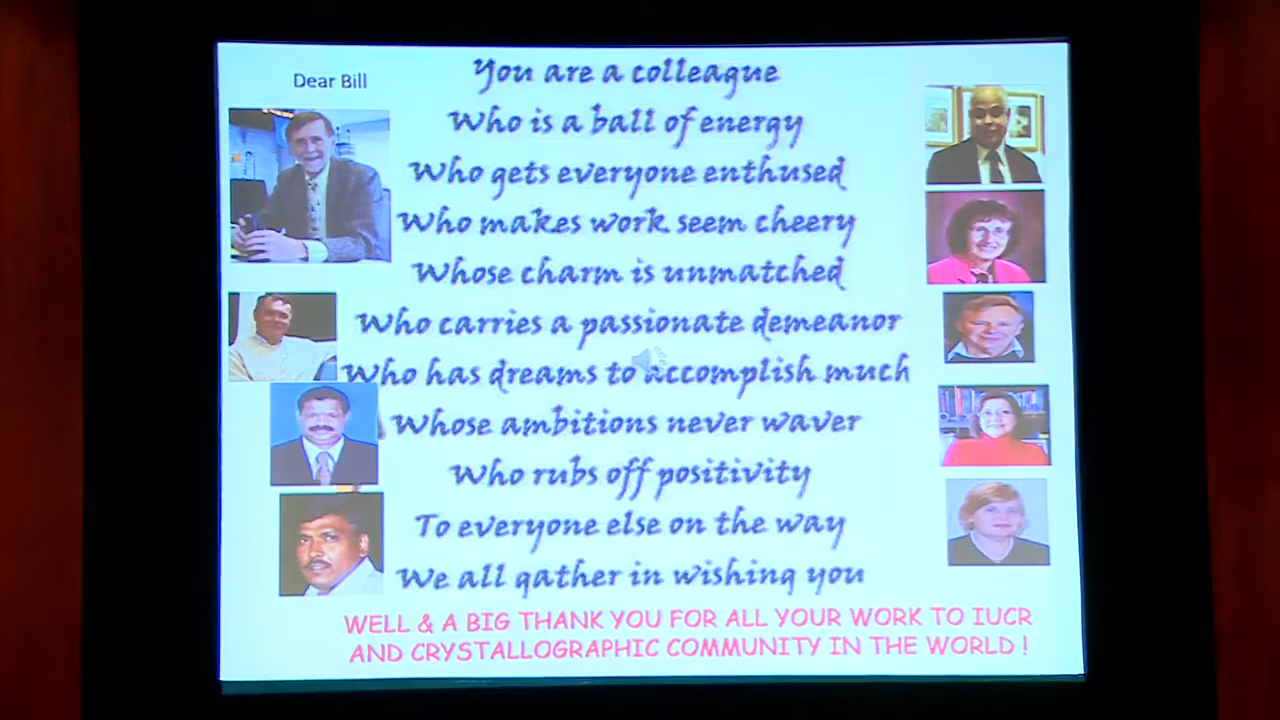 Dear Bill
You are a colleague
Who is a ball of energy
Who gets everyone enthused
Who makes work seem cheery
Whose charm is unmatched
Who carries a passionate demeanor
Who has dreams to accomplish much
Whose ambitions never waver
Who rubs off positivity
To everyone else on the way
We all gather in wishing you
WELL & A BIG THANK YOU FOR ALL YOUR WORK TO IUCR
AND CRYSTALLOGRAPHIC COMMUNITY IN THE WORLD !